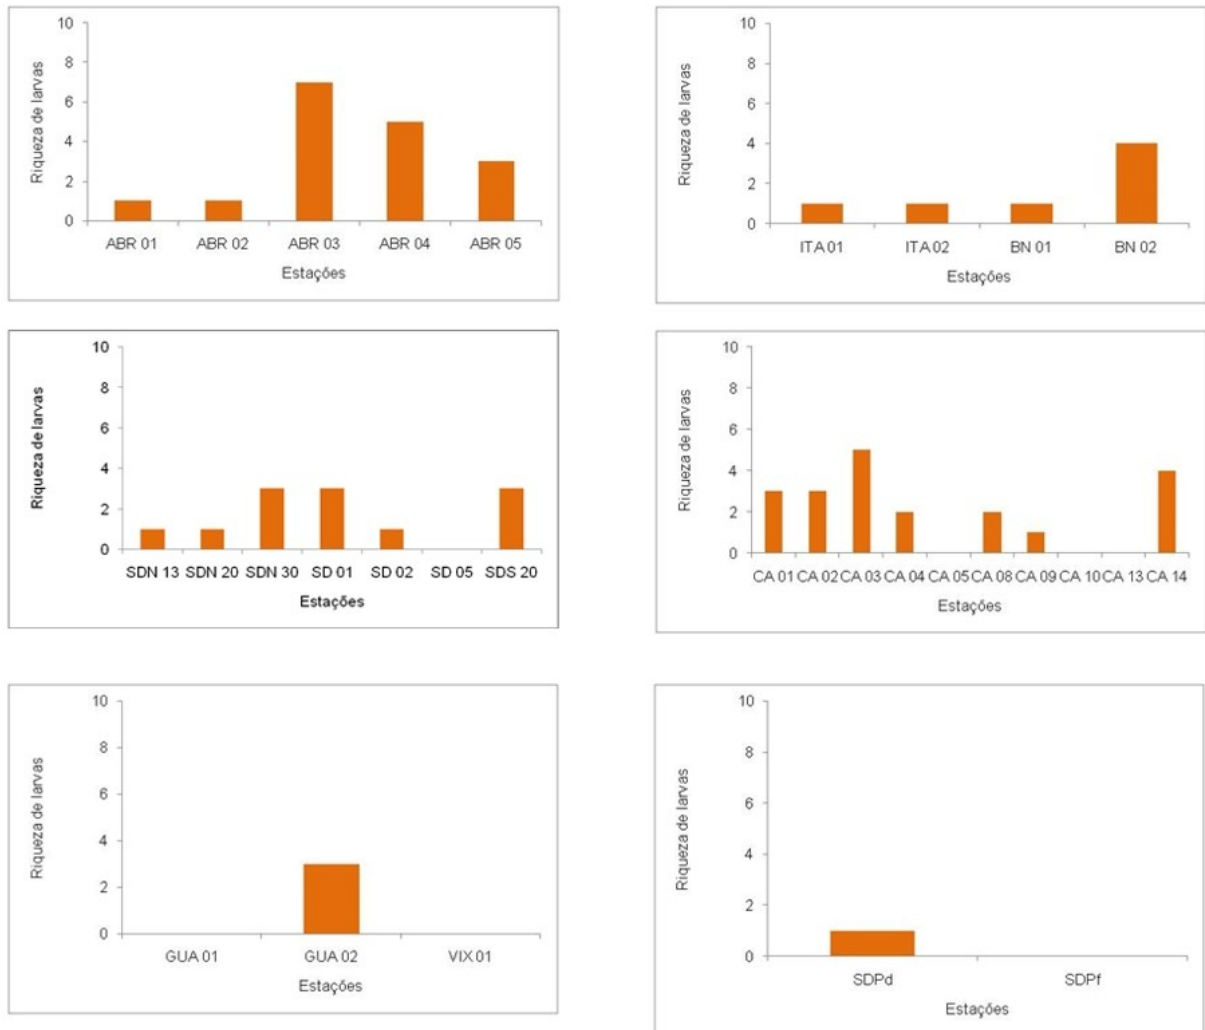 Riqueza de larvas
10
8
6
4
2
0
ABR 01 ABR 02 ABR 03 ABR 04 ABR 05
Estações
Riqueza de larvas
10
8
6
4
2
0
ITA 01 ITA 02 BN 01 BN 02
Estações
Riqueza de larvas
10
8
6
4
2
0
SDN 13 SDN 20 SDN 30 SD 01 SD 02 SD 05 SDS 20
Estações
Riqueza de larvas
10
8
6
4
2
0
CA 01 CA 02 CA 03 CA 04 CA 05 CA 08 CA 09 CA 10 CA 13 CA 14
Estações
Riqueza de larvas
10
8
6
4
2
0
GUA 01 GUA 02 VIX 01
Estações
Riqueza de larvas
10
8
6
4
2
0
SDPd SDPf
Estações